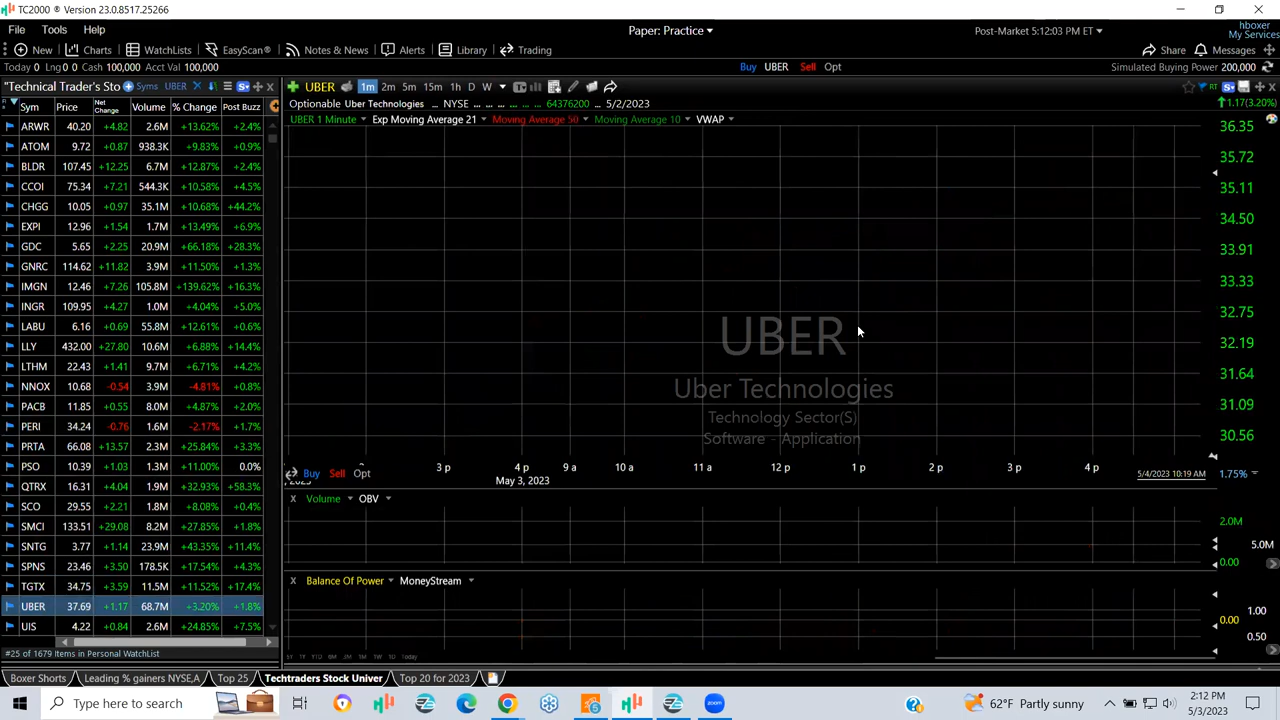 TC2000 ® Version 23.0.8517.25266
File Tools Help
Paper: Practice
Post-Market 5:12:03 PM ET
hboxer
My Services
New Charts WatchLists EasyScan® Notes & News Alerts Library Trading
Share Messages
Today 0 Lng0 0 Cash 100,000 Acct Val 100,000
Buy UBER Sell Opt
Simulated Buying Power 200,000
"Technical Trader's Sto Syms UBER
UBER 1m 2m 5m 15m 1h D W
RT
Sym Price Net Change Volume % Change Post Buzz
Optionable Uber Technologies ... NYSE ... ... ... ... 64376200 ... 5/2/2023
1.17(3.20%)
UBER 1 Minute Exp Moving Average 21 Moving Average 50 Moving Average 10 VWAP
ARWR 40.20 +4.82 2.6M +13.62% +2.4%
ATOM 9.72 +0.87 938.3K +9.83% +0.9%
BLDR 107.45 +12.25 6.7M +12.87% +2.4%
CCOI 75.34 +7.21 544.3K +10.58% +4.5%
CHGG 10.05 +0.97 35.1M +10.68% +44.2%
EXPI 12.96 +1.54 1.7M +13.49% +6.9%
GDC 5.65 +2.25 20.9M +66.18% +28.3%
GNRC 114.62 +11.82 3.9M +11.50% +1.3%
IMGN 12.46 +7.26 105.8M +139.62% +16.3%
INGR 109.95 +4.27 1.0M +4.04% +5.0%
LABU 6.16 +0.69 55.8M +12.61% +0.6%
LLY 432.00 +27.80 10.6M +6.88% +14.4%
LTHM 22.43 +1.41 9.7M +6.71% +4.2%
NNOX 10.68 -0.54 3.9M -4.81% +0.8%
PACB 11.85 +0.55 8.0M +4.87% +2.0%
PERI 34.24 -0.76 1.6M -2.17% +1.7%
PRTA 66.08 +13.57 2.3M +25.84% +3.3%
PSO 10.39 +1.03 1.3M +11.00% 0.0%
QTRX 16.31 +4.04 1.9M +32.93% +58.3%
SCO 29.55 +2.21 1.8M +8.08% +0.4%
SMCI 133.51 +29.08 8.2M +27.85% +1.8%
SNTG 3.77 +1.14 23.9M +43.35% +11.4%
SPNS 23.46 +3.50 178.5K +17.54% +4.3%
TGTX 34.75 +3.59 11.5M +11.52% +17.4%
UBER 37.69 +1.17 68.7M +3.20% +1.8%
UIS 4.22 +0.84 2.6M +24.85% +7.5%
#25 of 1679 Items in Personal WatchList
36.35
35.72
35.11
34.50
33.91
33.33
32.75
32.19
31.64
31.09
30.56
UBER
Uber Technologies
Technology Sector(S)
Software - Application
3 p 4 p 9 a 10 a 11 a 12 p 1 p 2 p 3 p 4 p
Buy Sell Opt
May 3, 2023
5/4/2023 10:19 AM
1.75%
Volume OBV
2.0M
5.0M
0.00
Balance Of Power MoneyStream
1.00
0.00
0.50
Boxer Shorts Leading % gainers NYSE,A Top 25 Techtraders Stock Univer Top 20 for 2023
Type here to search
zoom
62°F Partly sunny
2:12 PM
5/3/2023